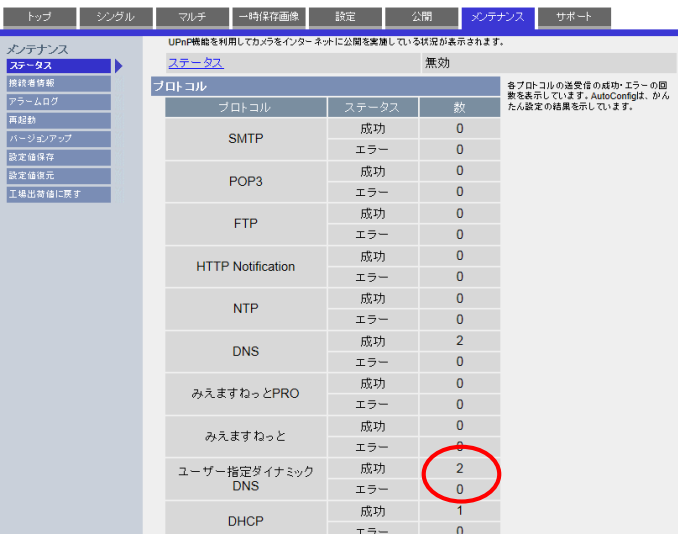 トップ シングル マルチ 一時保存画像 設定 公開 メンテナンス サポート
メンテナンス
ステータス
接続者情報
アラームログ
再起動
バージョンアップ
設定値保存
設定値復元
工場出荷値に戻す
UPnP機能を利用してカメラをインターネットに公開を実施している状況が表示されます。
ステータス 無効
プロトコル
プロトコル ステータス 数
SMTP 成功 0
エラー 0
POP3 成功 0
エラー 0
FTP 成功 0
エラー 0
HTTP Notification 成功 0
エラー 0
NTP 成功 0
エラー 0
DNS 成功 2
エラー 0
みえますねっとPRO 成功 0
エラー 0
みえますねっと 成功 0
エラー 0
ユーザー指定ダイナミック
DNS 成功 2
エラー 0
DHCP 成功 1
エラー 0
各プロトコルの送受信の成功・エラーの回
数を表示しています。AutoConfigは、かん
たん設定の結果を示しています。